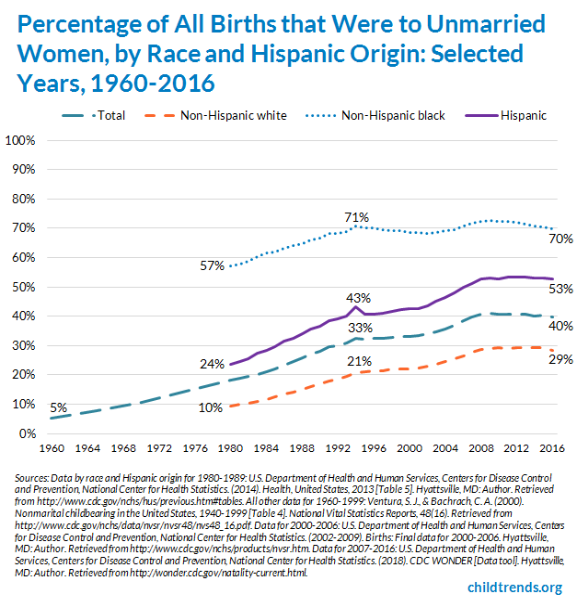 Percentage of All Births that Were to Unmarried
Women, by Race and Hispanic Origin: Selected
Years, 1960-2016
Total Non-Hispanic white Non-Hispanic black Hispanic
100%
90%
80%
70%
60%
50%
40%
30%
20%
10%
0%
71%
70%
57%
43%
53%
33%
40%
24%
21%
29%
10%
5%
1960 1964 1968 1972 1976 1980 1984 1988 1992 1996 2000 2004 2008 2012 2016
Sources: Data by race and Hispanic origin for 1980-1989: U.S. Department of Health and Human Services, Centers for Disease Control
and Prevention, National Center for Health Statistics. (2014). Health, United States, 2013 [Table 5]. Hyattsville, MD: Author. Retrieved
from http://www.cdc.gov/nchs/hus/previous.htm#tables. All other data for 1960-1999: Ventura, S.J., & Bachrach, C.A. (2000).
Nonmarital childbearing in the United States, 1940-1999 [Table 4]. National Vital Statistics Reports, 48(16). Retrieved from
http://www.cdc.gov/nchs/data/nvsr/nvsr48/nvs48_16.pdf. Data for 2000-2006: U.S. Department of Health and Human Services, Centers
for Disease Control and Prevention, National Center for Health Statistics. (2002-2009). Births: Final data for 2000-2006. Hyattsville,
MD: Author. Retrieved from http://www.cdc.gov/nchs/products/nvsr.htm. Data for 2007-2016: U.S. Department of Health and Human
Services, Centers for Disease Control and Prevention, National Center for Health Statistics. (2018). CDC WONDER [Data tool]. Hyattsville,
MD: Author. Retrieved from http://wonder.cdc.gov/natality-current.html.
childtrends.org